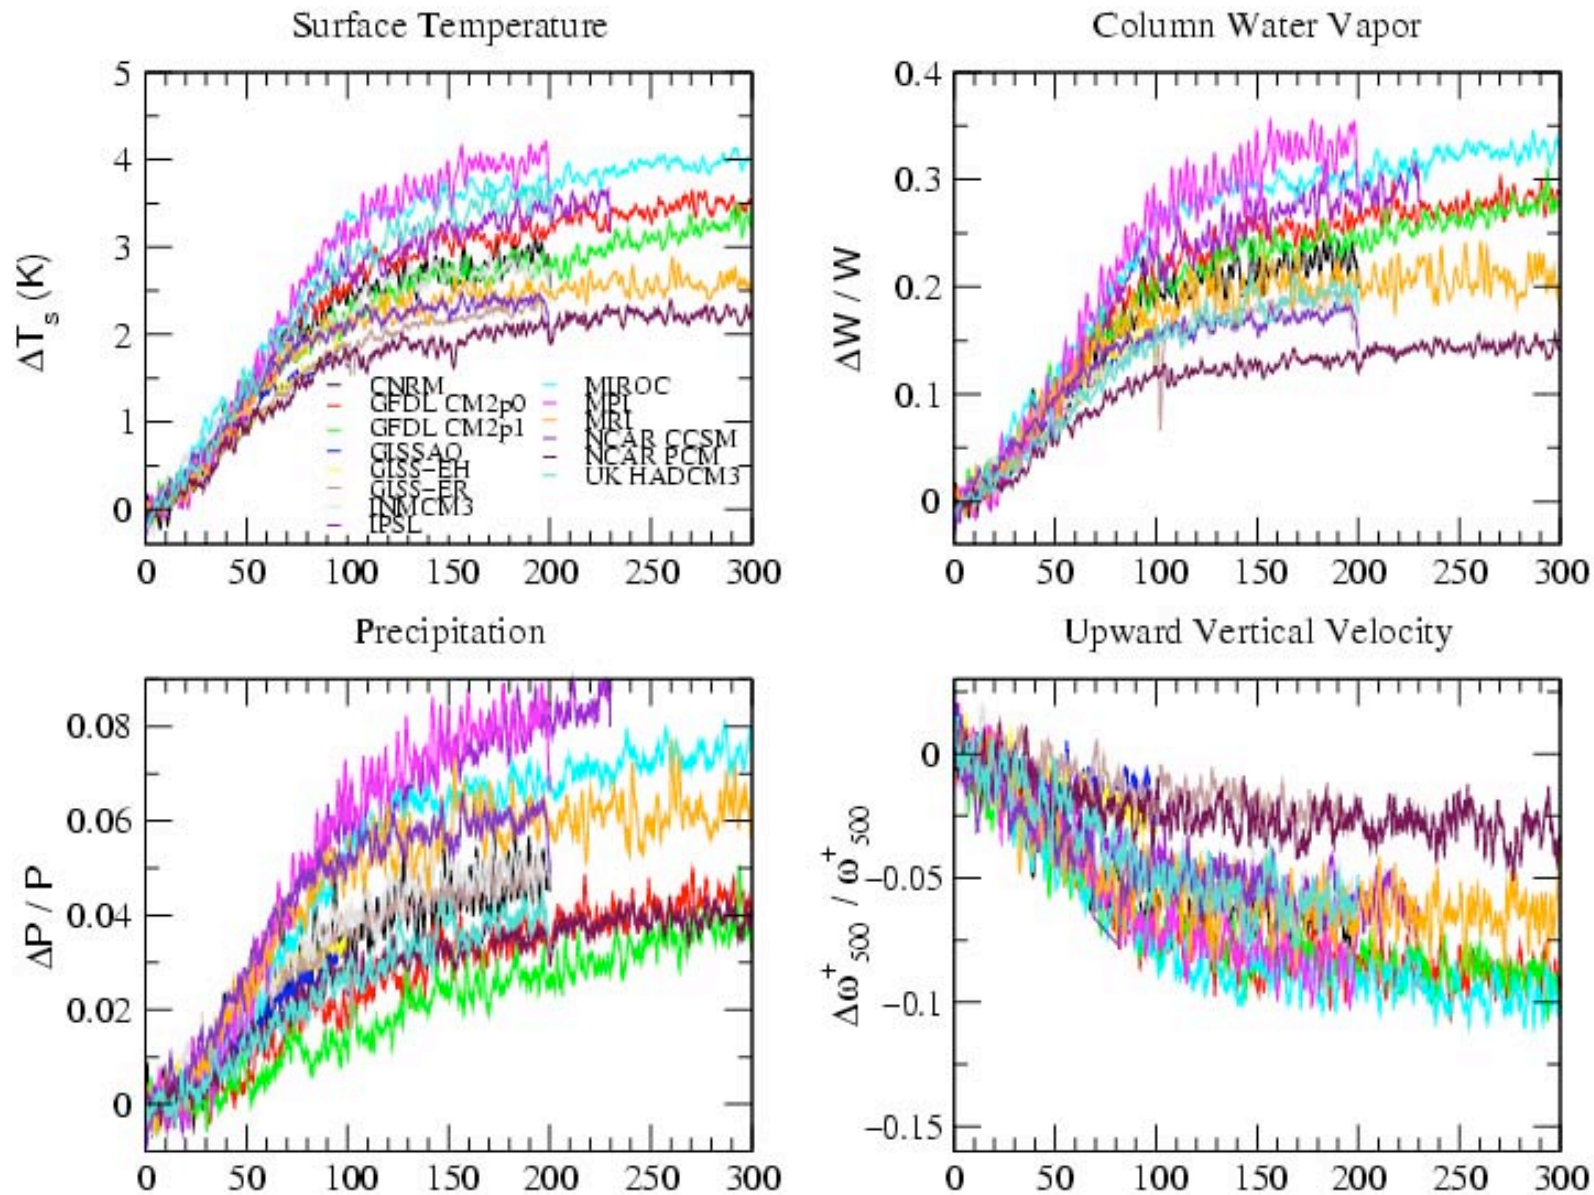 Surface Temperature
Column Water Vapor
5
4
3
2
1
0
ΔTs (K)
CNRM
GFDL CM2p0
GFDL CM2p1
GISSAO
GISS-EH
GISS-ER
INMCM3
IPSL
MIROC
MPI
MRI
NCAR CCSM
NCAR PCM
UK HADCM3
0 50 100 150 200 250 300
0.4
0.3
0.2
0.1
0
ΔW / W
0 50 100 150 200 250 300
Precipitation
Upward Vertical Velocity
0.08
0.06
0.04
0.02
0
ΔP / P
0 50 100 150 200 250 300
0
-0.05
-0.1
-0.15
Δω+500 / ω+500
0 50 100 150 200 250 300